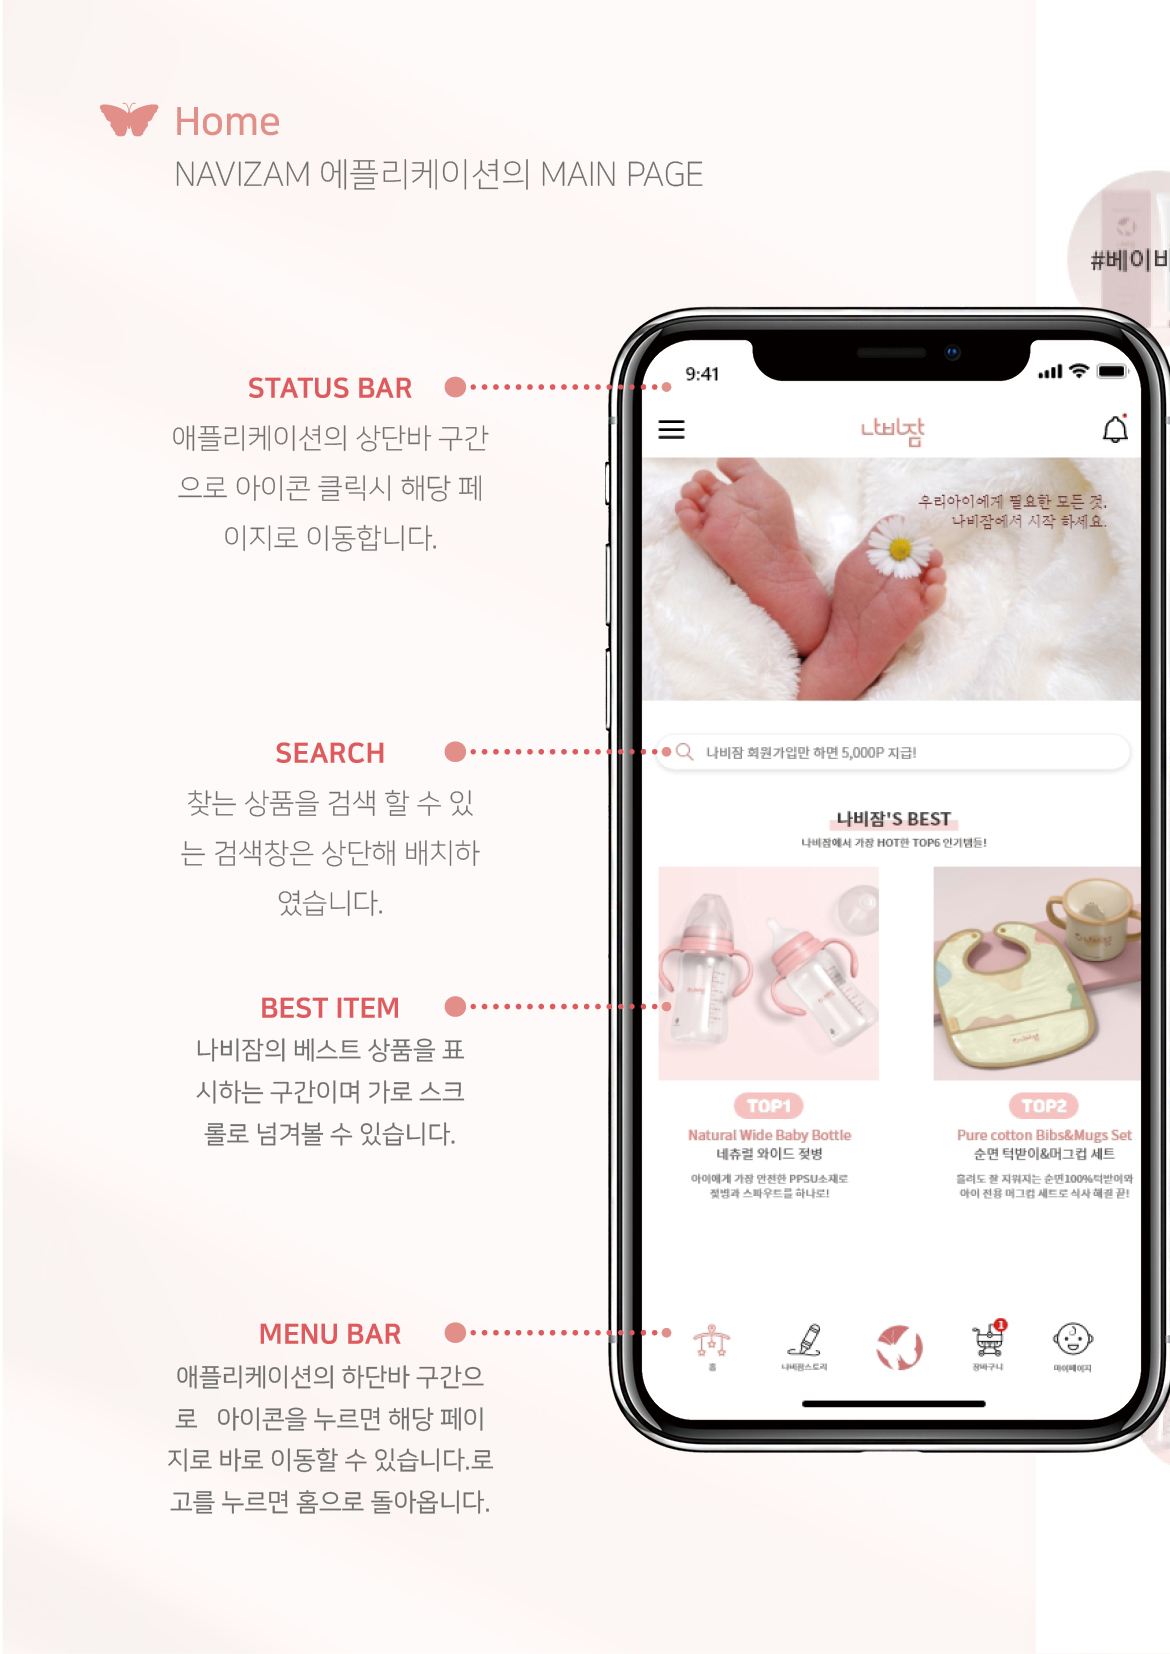 Home
NAVIZAM 에플리케이션의 MAIN PAGE
#베이비
STATUS BAR
애플리케이션의 상단바 구간
으로 아이콘 클릭시 해당 페
이지로 이동합니다.
SEARCH
찾는 상품을 검색 할 수 있
는 검색창은 상단해 배치하
였습니다.
BEST ITEM
나비잠의 베스트 상품을 표
시하는 구간이며 가로 스크
롤로 넘겨볼 수 있습니다.
MENU BAR
애플리케이션의 하단바 구간으
로 아이콘을 누르면 해당 페이
지로 바로 이동할 수 있습니다.로
고를 누르면 홈으로 돌아옵니다.
9:41
나비잠
우리아이에게 필요한 모든 것.
나비잠에서 시작 하세요.
나비잠 회원가입만 하면 5,000P 지급!
나비잠'S BEST
나비잠에서 가장 HOT한 TOP6 인기템들!
TOP1
Natural Wide Baby Bottle
네츄럴 와이드 젖병
아이에게 가장 안전한 PPSU소재로
젖병과 스파우트를 하나로!
TOP2
Pure cotton Bibs&Mugs Set
순면 턱받이&머그컵 세트
흘려도 잘 지워지는 순면100%턱받이와
아이 전용 머그컵 세트로 식사 해결 끝!
홈
나비잠스토리
1
장바구니
마이페이지